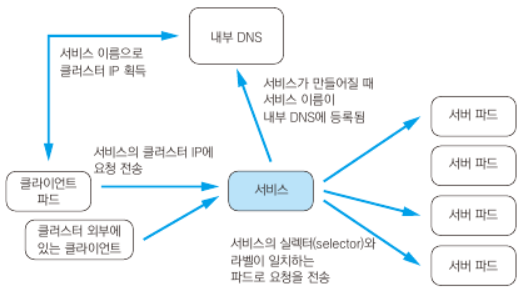 내부 DNS
서비스 이름으로
클러스터 IP 획득
서비스가 만들어질 때
서비스 이름이
내부 DNS에 등록됨
서버 파드
서버 파드
서버 파드
서버 파드
서비스의 클러스터 IP에
요청 전송
클라이언트
파드
서비스
클러스터 외부에
있는 클라이언트
서비스의 실렉터(selector)와
라벨이 일치하는
파드로 요청을 전송